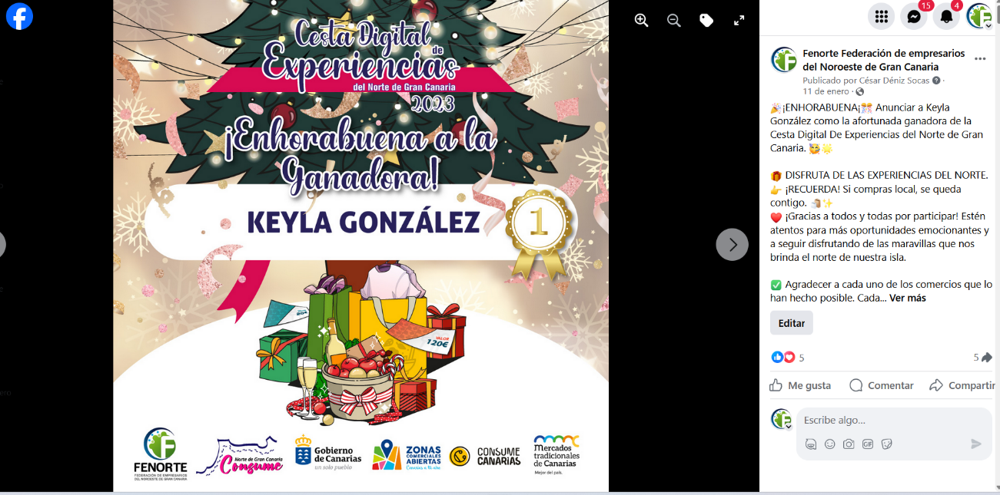 Cesta Digital
de
Experiencias
del Norte de Gran Canaria
2023
¡Enhorabuena a la
Ganadora!
KEYLA GONZÁLEZ
1
20€
VALOR
120€
FENORTE
FEDERACIÓN DE EMPRESARIOS
DEL NOROESTE DE GRAN CANARIA
Norte de Gran Canaria
Consume
Gobierno
de Canarias
un solo pueblo
ZONAS
COMERCIALES
ABIERTAS
Canarias a tu aire
CONSUME
CANARIAS
Mercados
tradicionales
de Canarias
Mejor del país.
15
4
Fenorte Federación de empresarios
del Noroeste de Gran Canaria
Publicado por César Déniz Socas ·
11 de enero ·
🎉¡ENHORABUENA¡🎊 Anunciar a Keyla
González como la afortunada ganadora de la
Cesta Digital De Experiencias del Norte de Gran
Canaria. 🥳🌟
🎁 DISFRUTA DE LAS EXPERIENCIAS DEL NORTE.
👉 ¡RECUERDA! Si compras local, se queda
contigo. 🛍️✨
❤️ ¡Gracias a todos y todas por participar! Estén
atentos para más oportunidades emocionantes y
a seguir disfrutando de las maravillas que nos
brinda el norte de nuestra isla.
✅ Agradecer a cada uno de los comercios que lo
han hecho posible. Cada... Ver más
Editar
5
5
Me gusta
Comentar
Compartir
Escribe algo...
GIF